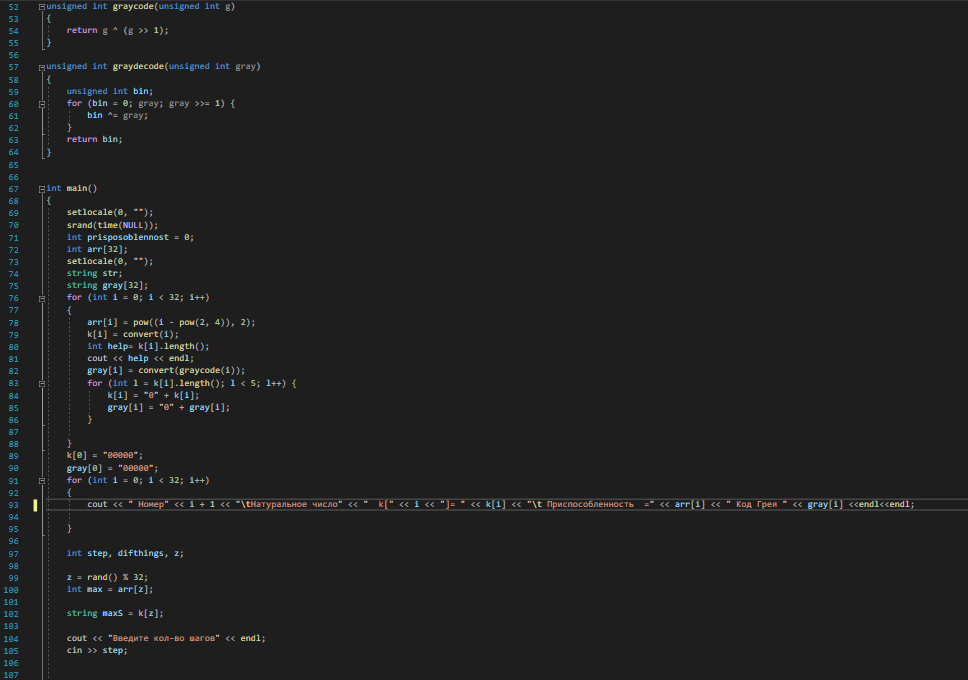 52 unsigned int graycode(unsigned int g)
53 {
54 return g ^ (g >> 1);
55 }
56
57 unsigned int graydecode(unsigned int gray)
58 {
59 unsigned int bin;
60 for (bin = 0; gray; gray >>= 1) {
61 bin ^= gray;
62 }
63 return bin;
64 }
65
66
67 int main()
68 {
69 setlocale(0, "");
70 srand(time(NULL));
71 int prisposoblennost = 0;
72 int arr[32];
73 setlocale(0, "");
74 string str;
75 string gray[32];
76 for (int i = 0; i < 32; i++)
77 {
78 arr[i] = pow((i - pow(2, 4)), 2);
79 k[i] = convert(i);
80 int help= k[i].length();
81 cout << help << endl;
82 gray[i] = convert(graycode(i));
83 for (int l = k[i].length(); l < 5; l++) {
84 k[i] = "0" + k[i];
85 gray[i] = "0" + gray[i];
86 }
87
88 }
89 k[0] = "00000";
90 gray[0] = "00000";
91 for (int i = 0; i < 32; i++)
92 {
93 cout << " Номер" << i + 1 << "\tНатуральное число" << "  k[" << i << "]= " << k[i] << "\t Приспособленность  =" << arr[i] << " Код Грея " << gray[i] <<endl<<endl;
94
95 }
96
97 int step, difthings, z;
98
99 z = rand() % 32;
100 int max = arr[z];
101
102 string maxS = k[z];
103
104 cout << "Введите кол-во шагов" << endl;
105 cin >> step;
106
107